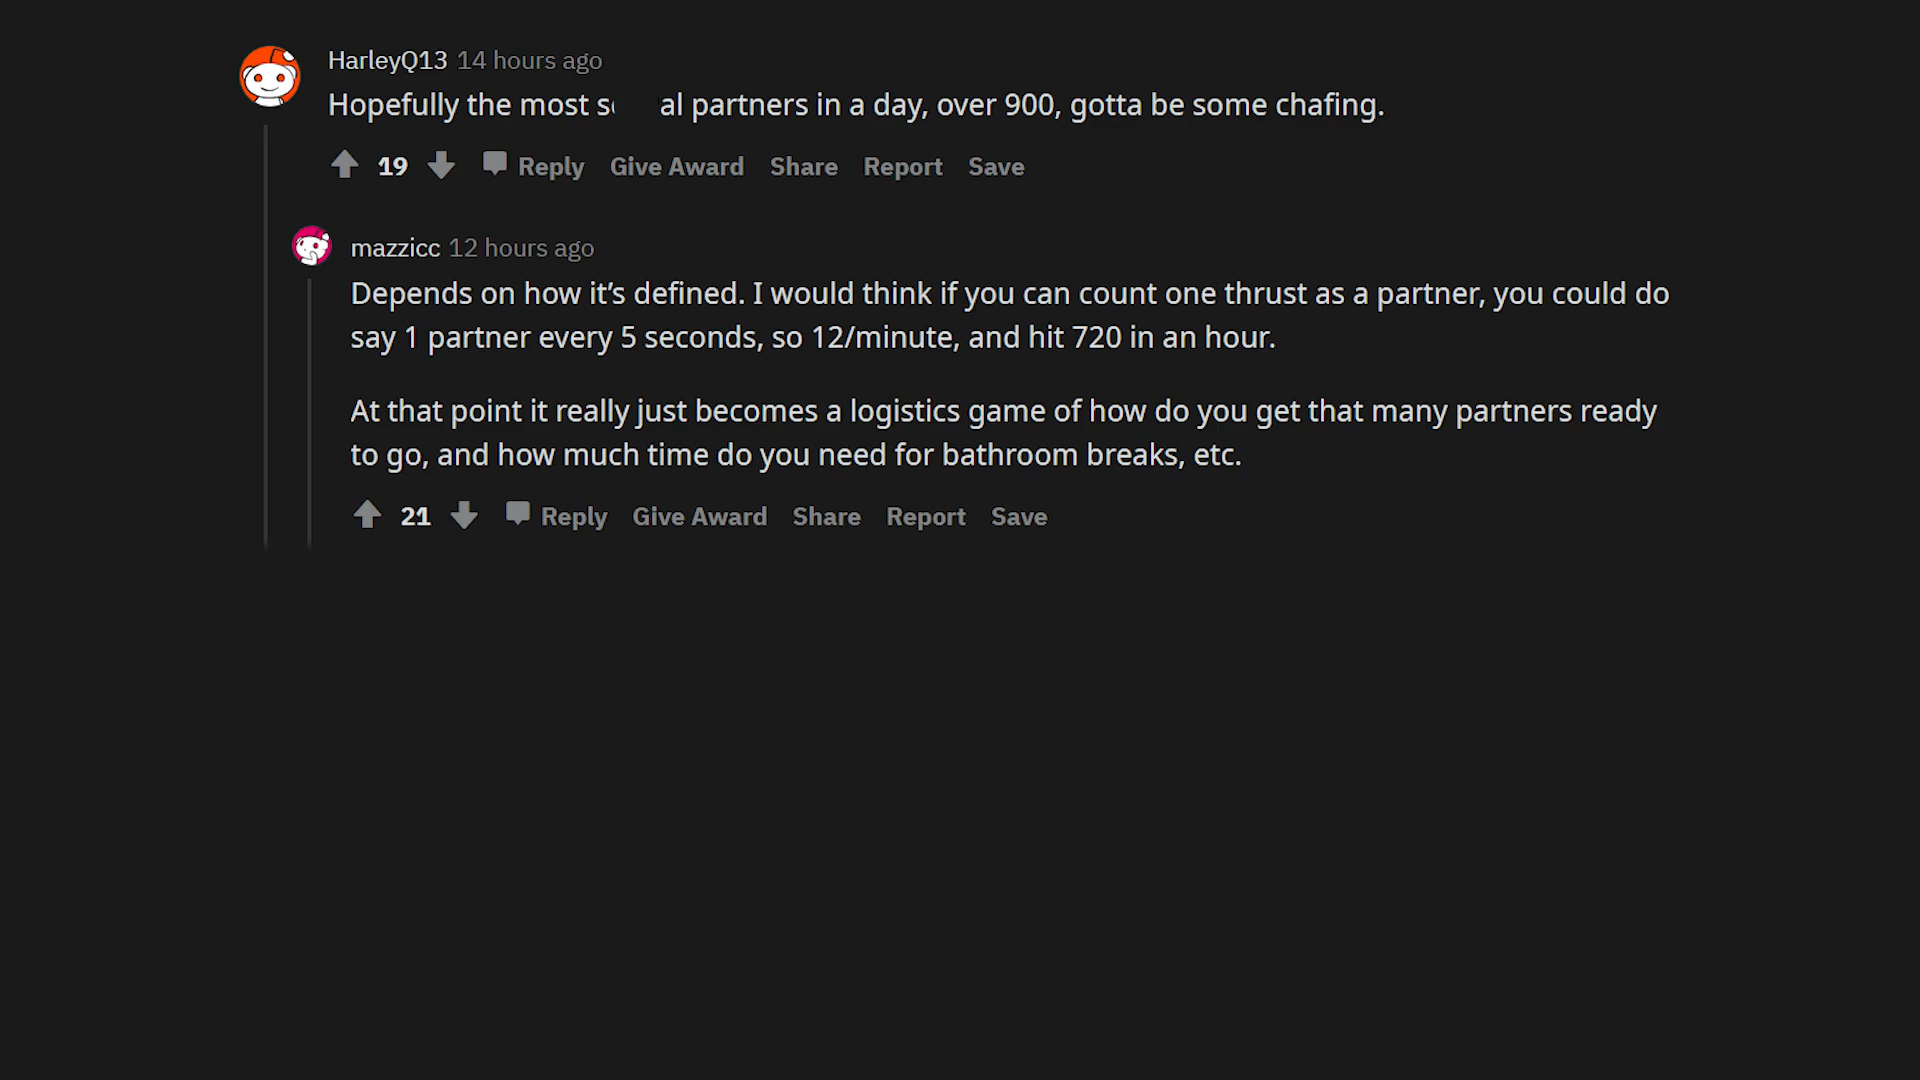 HarleyQ13 14 hours ago
Hopefully the most s al partners in a day, over 900, gotta be some chafing.
19 Reply Give Award Share Report Save
mazzicc 12 hours ago
Depends on how it’s defined. I would think if you can count one thrust as a partner, you could do
say 1 partner every 5 seconds, so 12/minute, and hit 720 in an hour.
At that point it really just becomes a logistics game of how do you get that many partners ready
to go, and how much time do you need for bathroom breaks, etc.
21 Reply Give Award Share Report Save